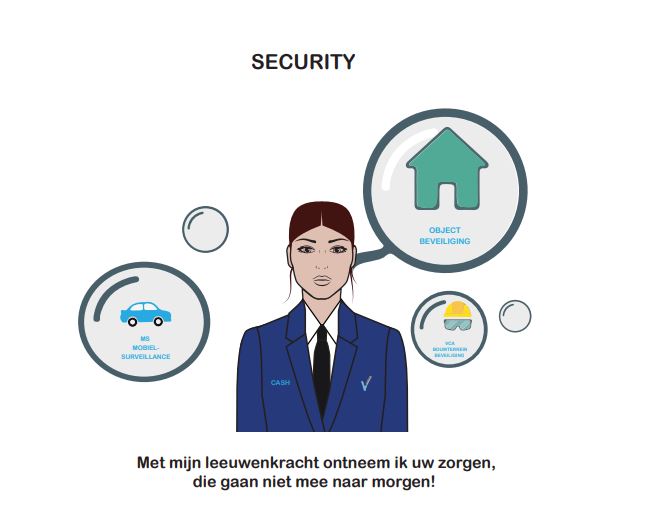 SECURITY
OBJECT
BEVEILIGING
MS
MOBIEL-
SURVEILLANCE
VCA
BOUWTERREIN
BEVEILIGING
CASH
Met mijn leeuwenkracht ontneem ik uw zorgen,
die gaan niet mee naar morgen!